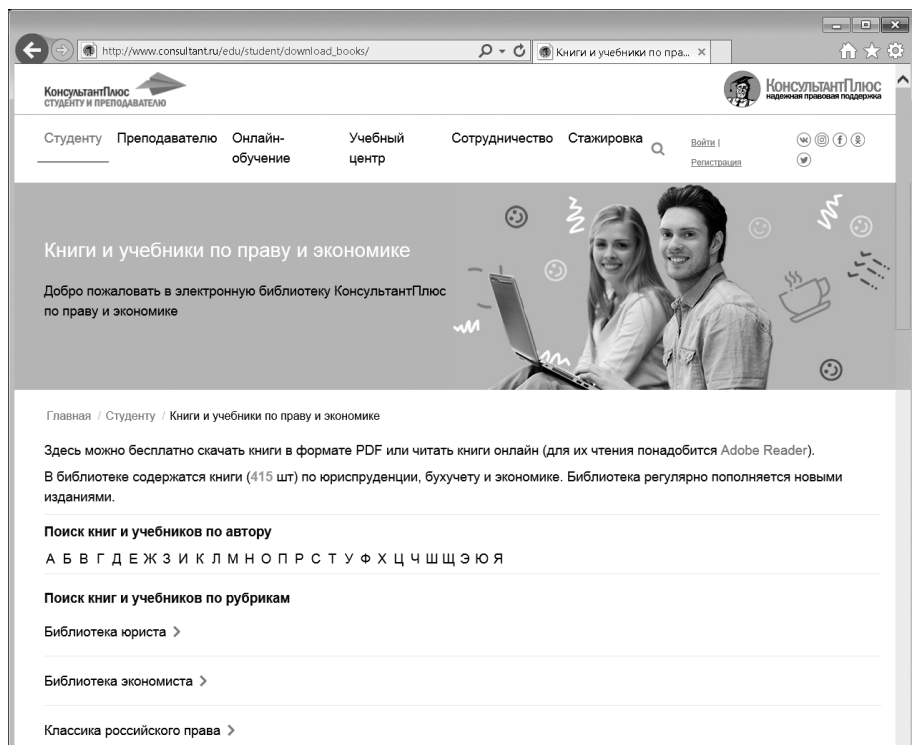 http://www.consultant.ru/edu/student/download_books/
Книги и учебники по пра...
КонсультантПлюс
СТУДЕНТУ И ПРЕПОДАВАТЕЛЮ
КонсультантПлюс
надежная правовая поддержка
Студенту Преподавателю Онлайн-обучение Учебный центр Сотрудничество Стажировка
Войти |
Регистрация
Книги и учебники по праву и экономике
Добро пожаловать в электронную библиотеку КонсультантПлюс
по праву и экономике
Главная / Студенту / Книги и учебники по праву и экономике
Здесь можно бесплатно скачать книги в формате PDF или читать книги онлайн (для их чтения понадобится Adobe Reader).
В библиотеке содержатся книги (415 шт) по юриспруденции, бухучету и экономике. Библиотека регулярно пополняется новыми
изданиями.
Поиск книг и учебников по автору
А Б В Г Д Е Ж З И К Л М Н О П Р С Т У Ф Х Ц Ч Ш Щ Э Ю Я
Поиск книг и учебников по рубрикам
Библиотека юриста
Библиотека экономиста
Классика российского права